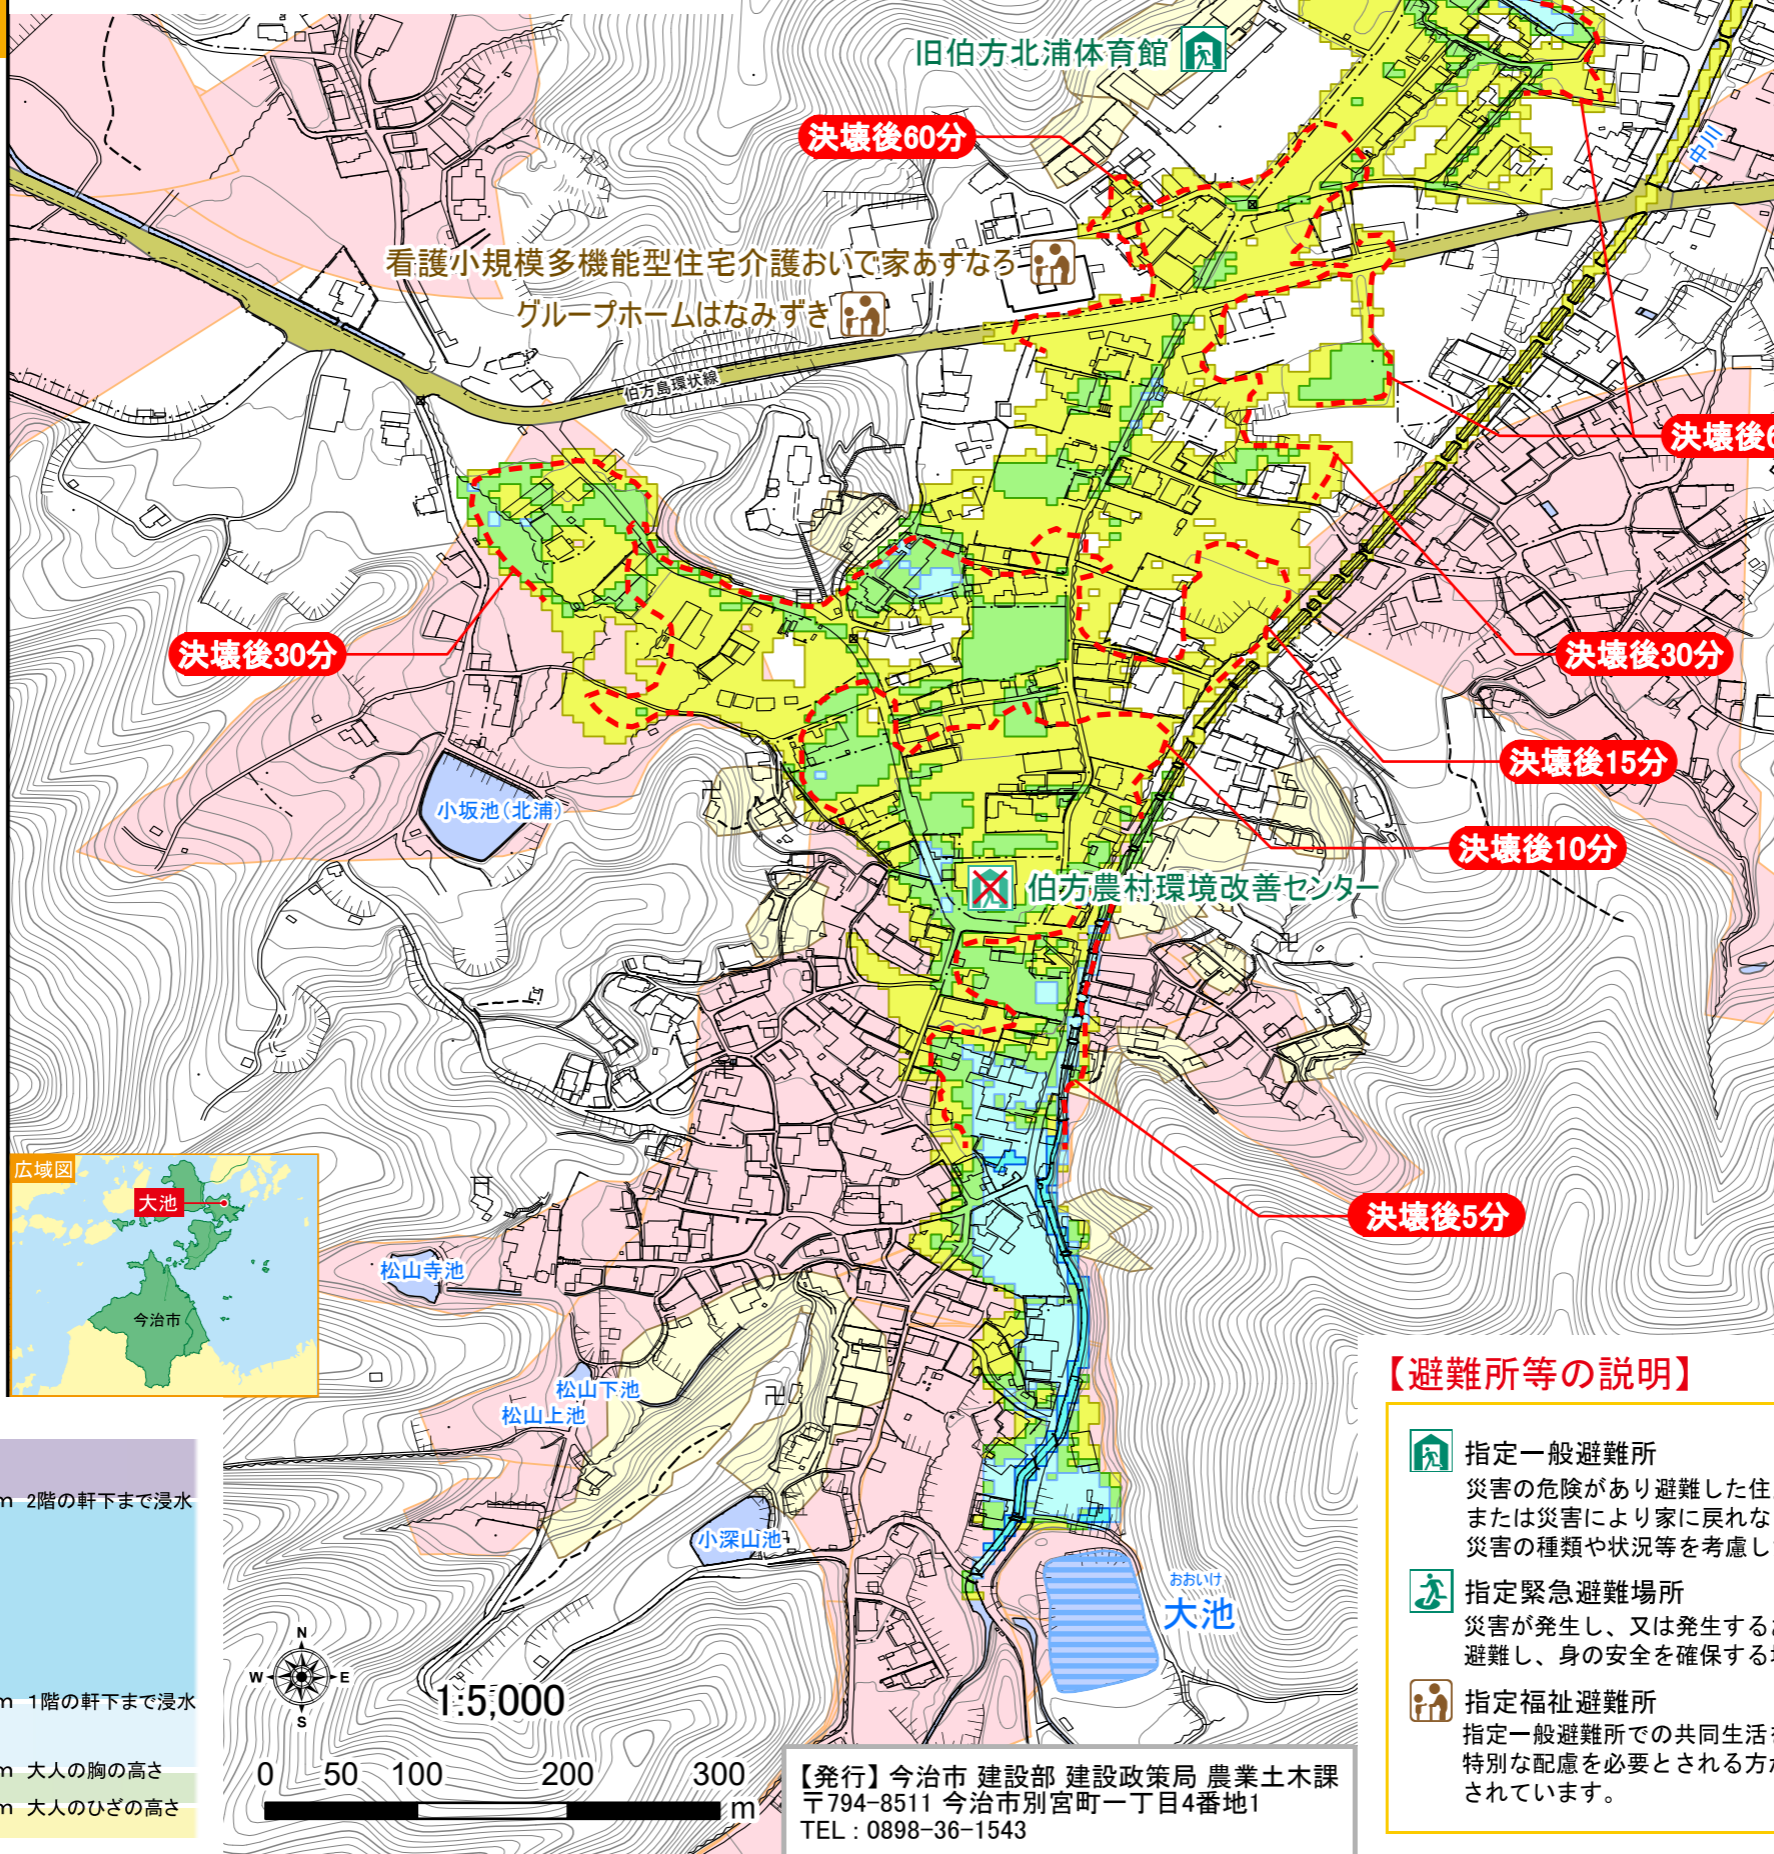 旧伯方北浦体育館
決壊後60分
中川
看護小規模多機能型住宅介護おいで家あすなろ
グループホームはなみずき
伯方島環状線
決壊後6
決壊後30分
決壊後30分
決壊後15分
小坂池(北浦)
決壊後10分
伯方農村環境改善センター
広域図
大池
今治市
決壊後5分
松山寺池
松山下池
松山上池
小深山池
おおいけ
大池
m 2階の軒下まで浸水
m 1階の軒下まで浸水
m 大人の胸の高さ
m 大人のひざの高さ
N
W E
S
1:5,000
0 50 100 200 300
m
【発行】今治市 建設部 建設政策局 農業土木課
〒794-8511 今治市別宮町一丁目4番地1
TEL : 0898-36-1543
【避難所等の説明】
指定一般避難所
災害の危険があり避難した住
または災害により家に戻れな
災害の種類や状況等を考慮し
指定緊急避難場所
災害が発生し、又は発生する
避難し、身の安全を確保する
指定福祉避難所
指定一般避難所での共同生活
特別な配慮を必要とされる方
されています。